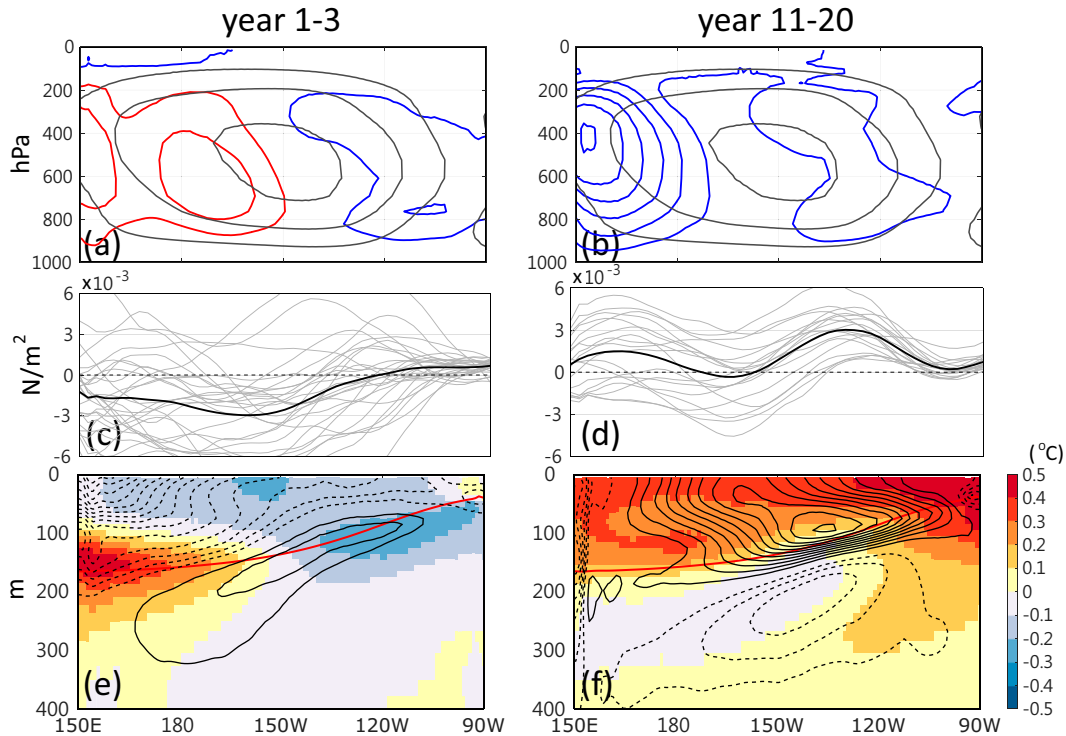 year 1-3
year 11-20
0
200
400
600
800
1000
hPa
(a)
0
200
400
600
800
1000
(b)
x10^-3
6
3
0
-3
-6
N/m²
(c)
x10^-3
6
3
0
-3
-6
(d)
0
100
200
300
400
m
(e)
150E 180 150W 120W 90W
0
100
200
300
400
(f)
150E 180 150W 120W 90W
(°C)
0.5
0.4
0.3
0.2
0.1
0
-0.1
-0.2
-0.3
-0.4
-0.5